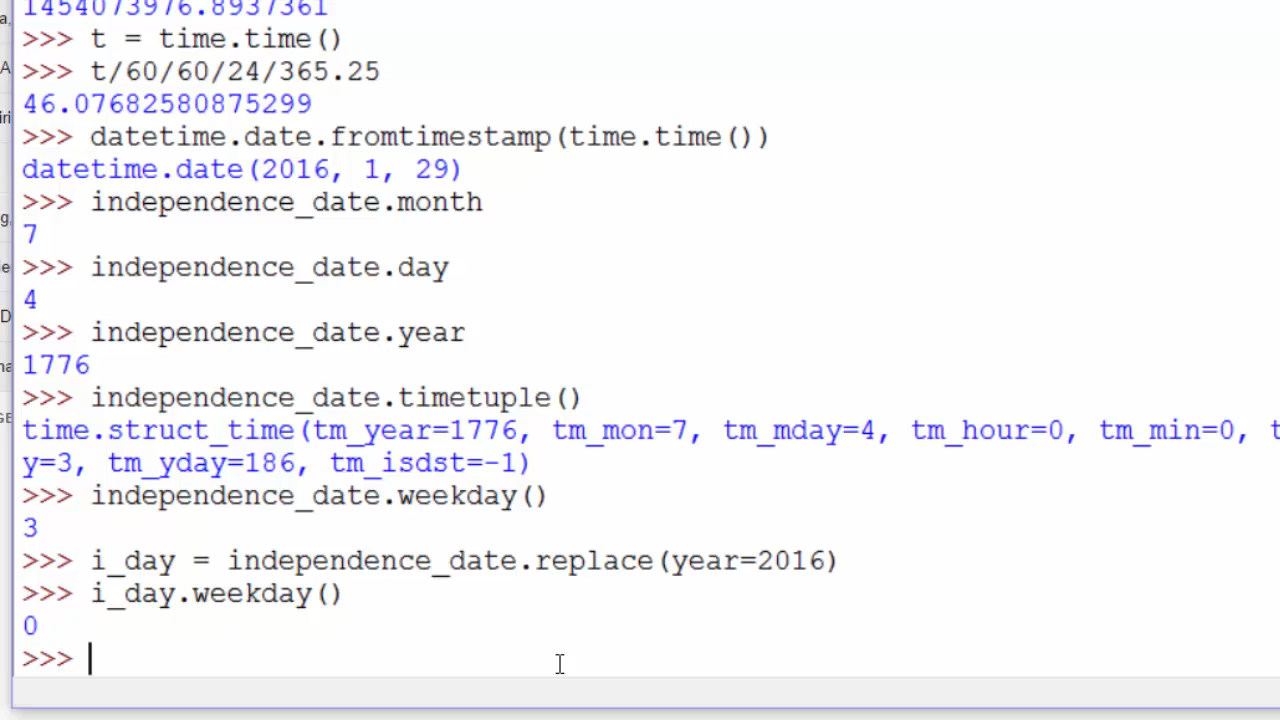 1454073976.8937361
>>> t = time.time()
>>> t/60/60/24/365.25
46.07682580875299
>>> datetime.date.fromtimestamp(time.time())
datetime.date(2016, 1, 29)
>>> independence_date.month
7
>>> independence_date.day
4
>>> independence_date.year
1776
>>> independence_date.timetuple()
time.struct_time(tm_year=1776, tm_mon=7, tm_mday=4, tm_hour=0, tm_min=0, t
y=3, tm_yday=186, tm_isdst=-1)
>>> independence_date.weekday()
3
>>> i_day = independence_date.replace(year=2016)
>>> i_day.weekday()
0
>>>